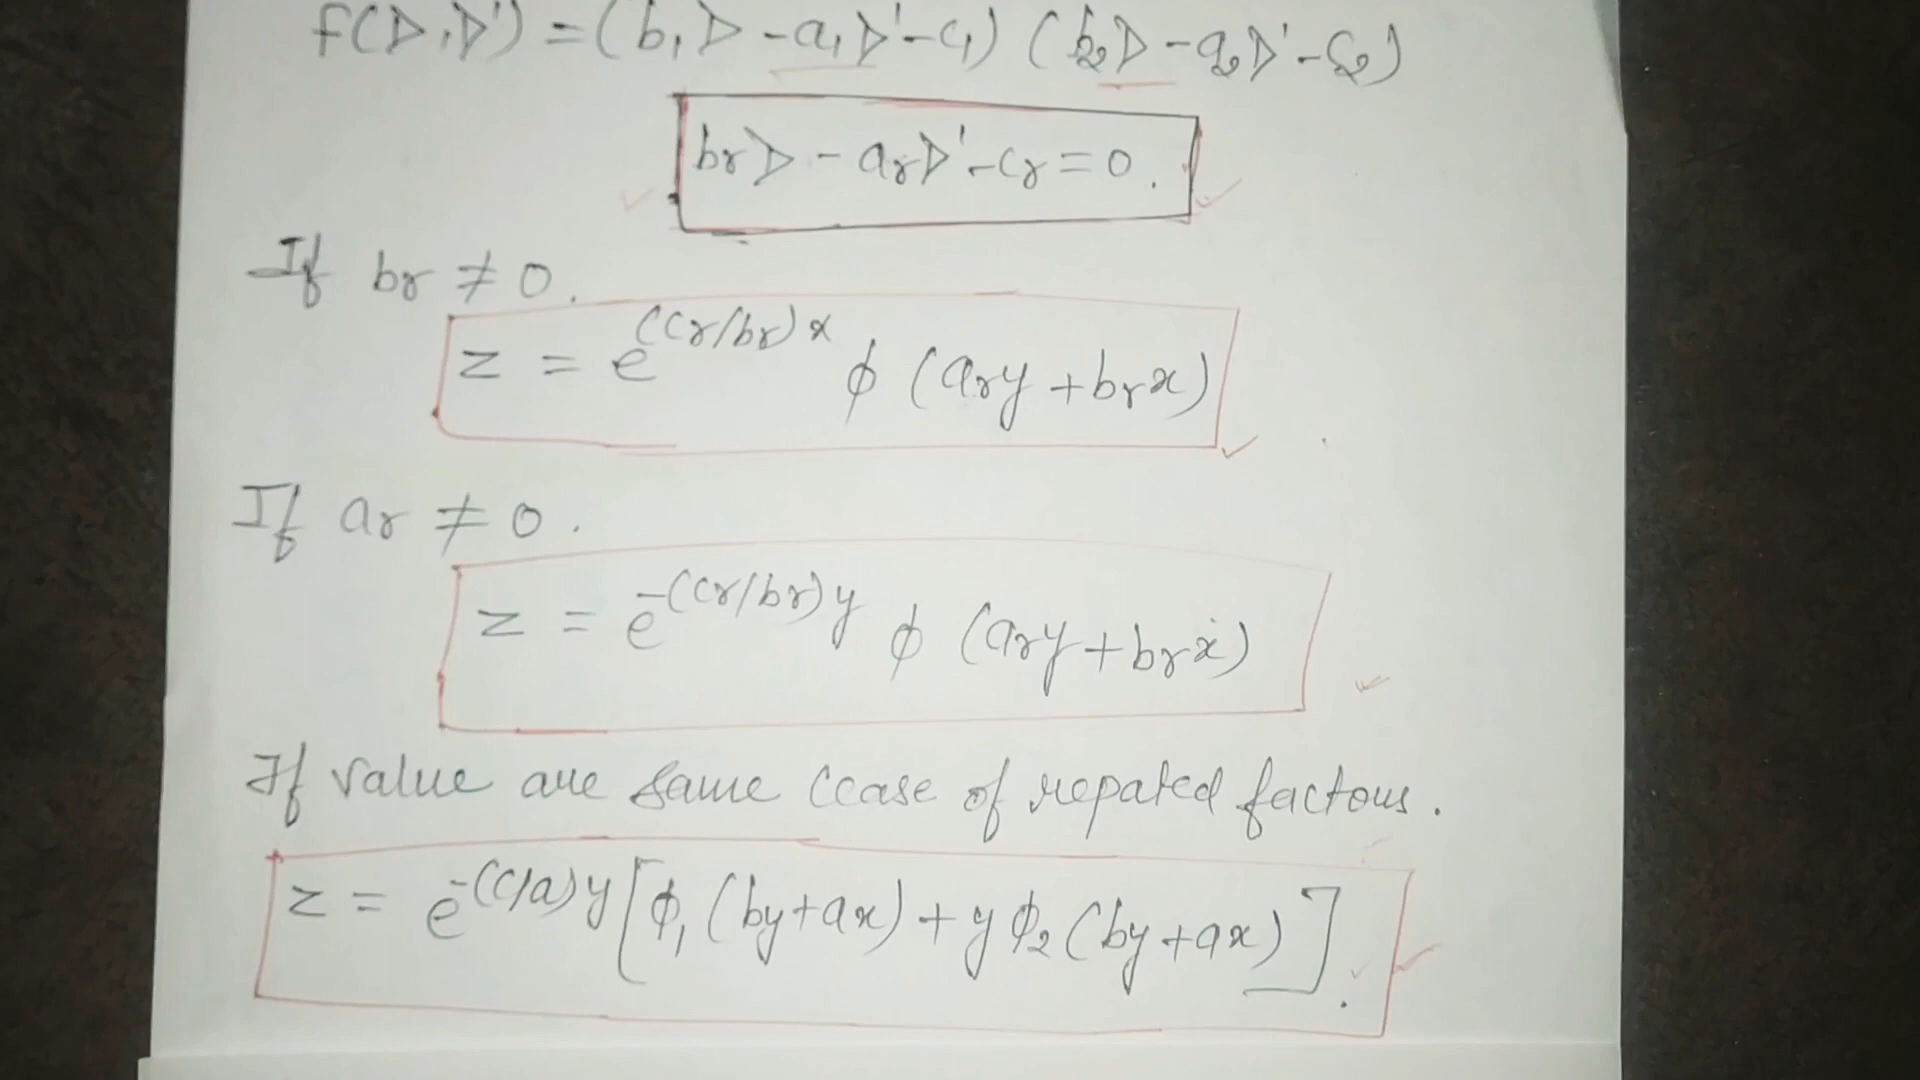 f(D,D') = (b₁D - a₁D' - c₁) (b₂D - a₂D' - c₂)
brD - arD' - cr = 0.
If br ≠ 0.
z = e^((cr/br)x) φ (ary + brx)
If ar ≠ 0.
z = e^(-(cr/br)y) φ (ary + brx)
If value are same (case of repated factous.
z = e^(-(c/a)y) [φ₁ (by+ax) + y φ₂ (by+ax)].